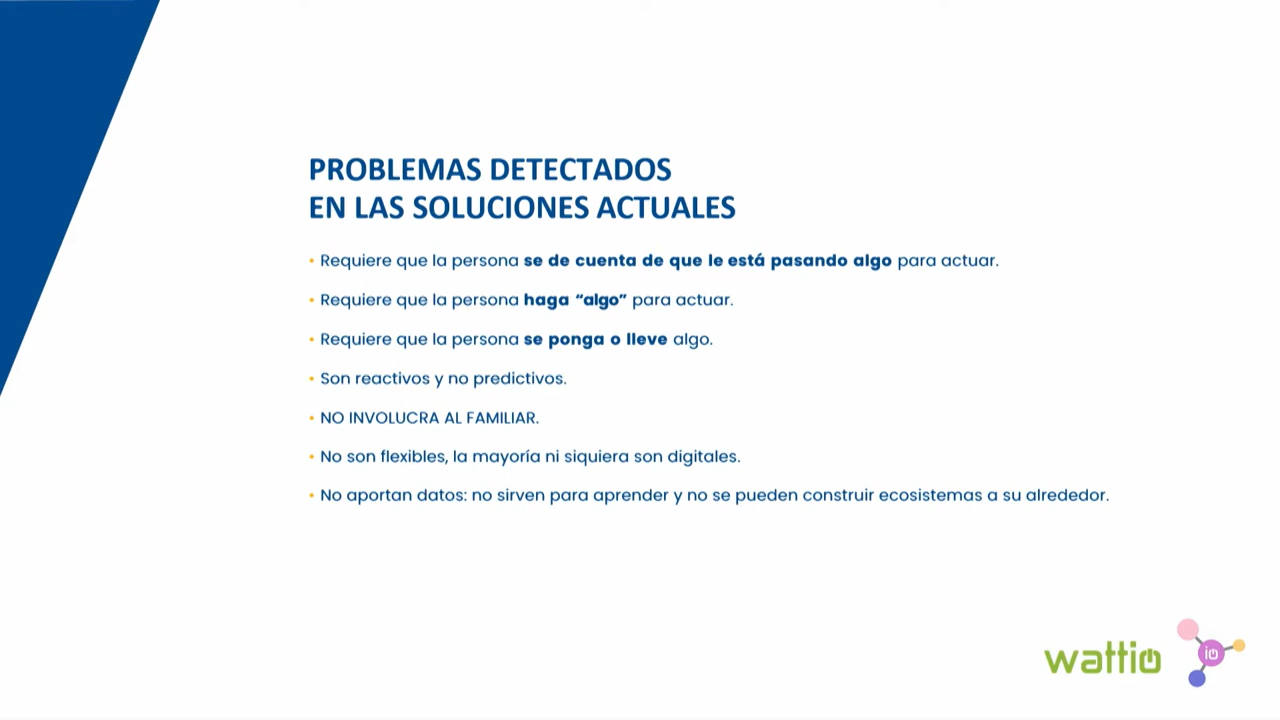 PROBLEMAS DETECTADOS
EN LAS SOLUCIONES ACTUALES
• Requiere que la persona se de cuenta de que le está pasando algo para actuar.
• Requiere que la persona haga “algo” para actuar.
• Requiere que la persona se ponga o lleve algo.
• Son reactivos y no predictivos.
• NO INVOLUCRA AL FAMILIAR.
• No son flexibles, la mayoría ni siquiera son digitales.
• No aportan datos: no sirven para aprender y no se pueden construir ecosistemas a su alrededor.
wattio
io